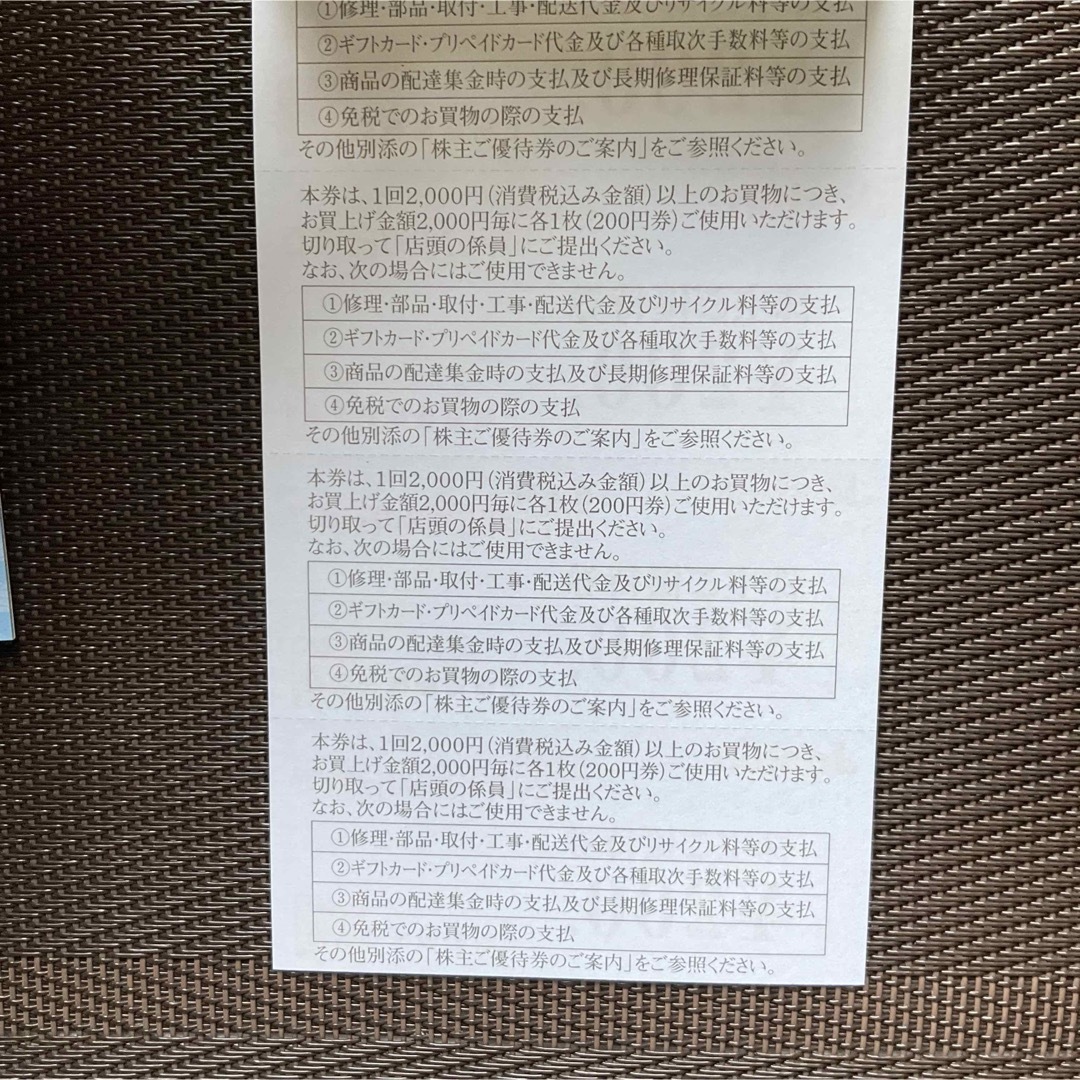 ①修理・部品・取付・工事・配送代金及びリサイクル料等の支払
②ギフトカード・プリペイドカード代金及び各種取次手数料等の支払
③商品の配達集金時の支払及び長期修理保証料等の支払
④免税でのお買物の際の支払
その他別添の「株主ご優待券のご案内」をご参照ください。
本券は、1回2,000円(消費税込み金額)以上のお買物につき、
お買上げ金額2,000円毎に各1枚(200円券)ご使用いただけます。
切り取って「店頭の係員」にご提出ください。
なお、次の場合にはご使用できません。
①修理・部品・取付・工事・配送代金及びリサイクル料等の支払
②ギフトカード・プリペイドカード代金及び各種取次手数料等の支払
③商品の配達集金時の支払及び長期修理保証料等の支払
④免税でのお買物の際の支払
その他別添の「株主ご優待券のご案内」をご参照ください。
本券は、1回2,000円(消費税込み金額)以上のお買物につき、
お買上げ金額2,000円毎に各1枚(200円券)ご使用いただけます。
切り取って「店頭の係員」にご提出ください。
なお、次の場合にはご使用できません。
①修理・部品・取付・工事・配送代金及びリサイクル料等の支払
②ギフトカード・プリペイドカード代金及び各種取次手数料等の支払
③商品の配達集金時の支払及び長期修理保証料等の支払
④免税でのお買物の際の支払
その他別添の「株主ご優待券のご案内」をご参照ください。
本券は、1回2,000円(消費税込み金額)以上のお買物につき、
お買上げ金額2,000円毎に各1枚(200円券)ご使用いただけます。
切り取って「店頭の係員」にご提出ください。
なお、次の場合にはご使用できません。
①修理・部品・取付・工事・配送代金及びリサイクル料等の支払
②ギフトカード・プリペイドカード代金及び各種取次手数料等の支払
③商品の配達集金時の支払及び長期修理保証料等の支払
④免税でのお買物の際の支払
その他別添の「株主ご優待券のご案内」をご参照ください。